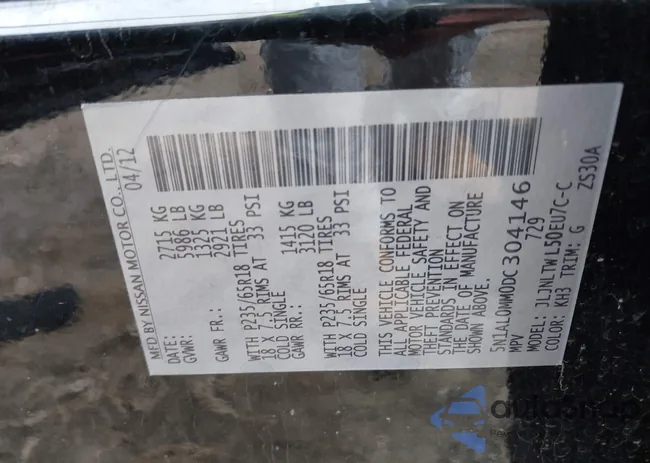 MFD BY NISSAN MOTOR CO., LTD.
04/12
GVWR: 2715 KG
5986 LB
GAWR FR.: 1325 KG
2921 LB
WITH P235/65R18 TIRES
18 X 7.5 RIMS AT 33 PSI
COLD SINGLE
GAWR RR.: 1415 KG
3120 LB
WITH P235/65R18 TIRES
18 X 7.5 RIMS AT 33 PSI
COLD SINGLE
THIS VEHICLE CONFORMS TO
ALL APPLICABLE FEDERAL
MOTOR VEHICLE SAFETY AND
THEFT PREVENTION
STANDARDS IN EFFECT ON
THE DATE OF MANUFACTURE
SHOWN ABOVE.
5N1AL0MM0DC304146
MPV 729
MODEL: JLJNLTWL50EU7C-C
COLOR: KH3 TRIM: G ZS30A